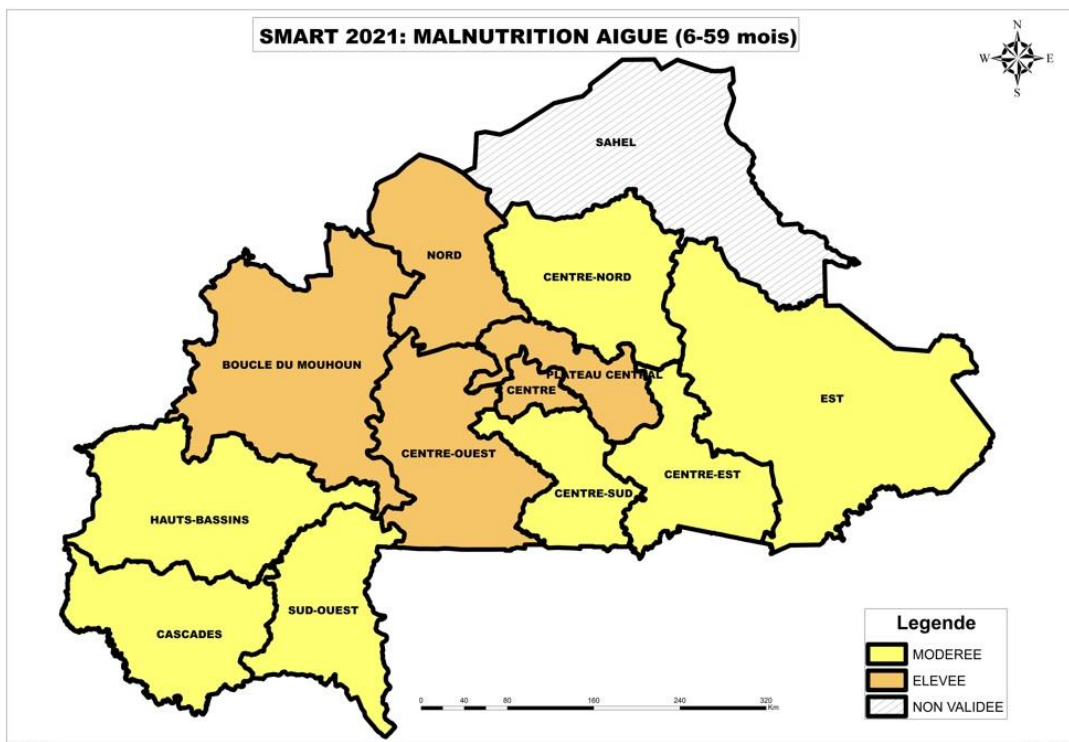 SMART 2021: MALNUTRITION AIGUE (6-59 mois)
N
W E
S
SAHEL
NORD
CENTRE-NORD
BOUCLE DU MOUHOUN
PLATEAU CENTRAL
CENTRE
EST
CENTRE-OUEST
CENTRE-EST
CENTRE-SUD
HAUTS-BASSINS
SUD-OUEST
CASCADES
Legende
MODEREE
ELEVEE
NON VALIDEE
0 20 40 80 120 160 240 320
Km